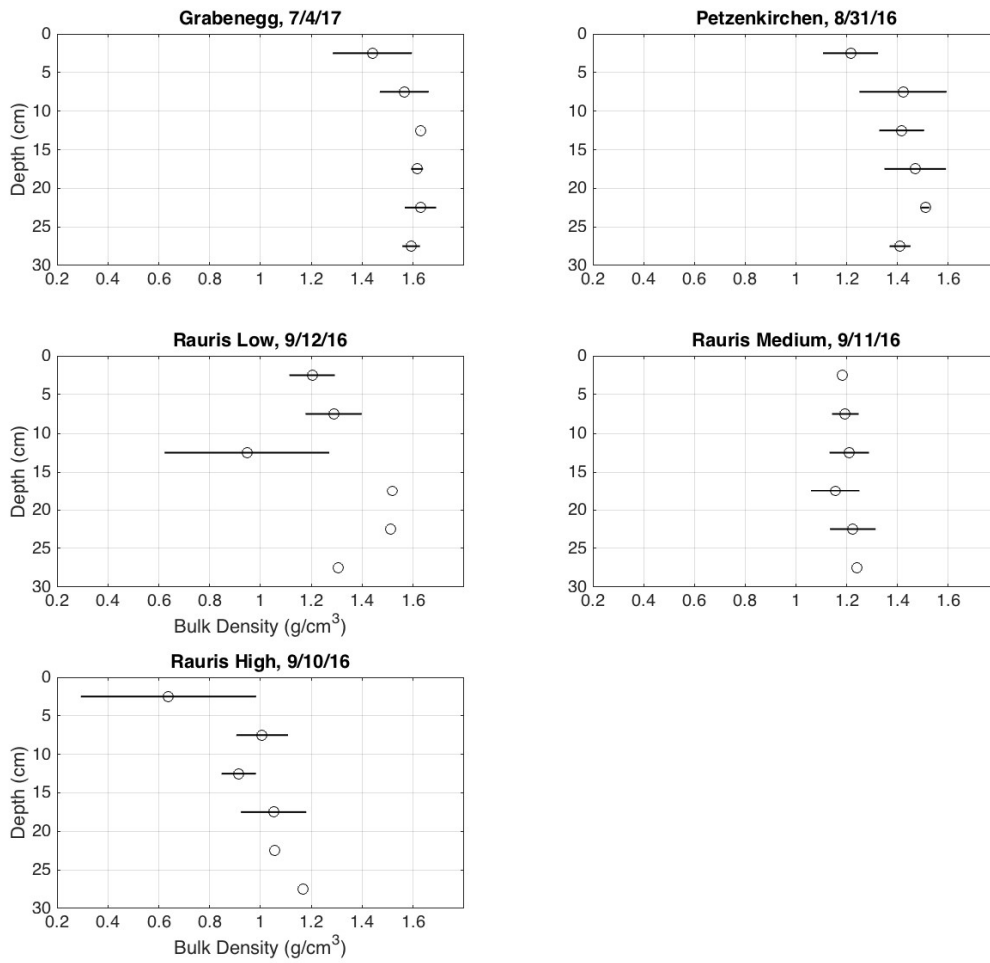 Grabenegg, 7/4/17
0
5
10
15
20
25
30
Depth (cm)
0.2 0.4 0.6 0.8 1 1.2 1.4 1.6
Petzenkirchen, 8/31/16
0
5
10
15
20
25
30
0.2 0.4 0.6 0.8 1 1.2 1.4 1.6
Rauris Low, 9/12/16
0
5
10
15
20
25
30
Depth (cm)
0.2 0.4 0.6 0.8 1 1.2 1.4 1.6
Bulk Density (g/cm³)
Rauris Medium, 9/11/16
0
5
10
15
20
25
30
0.2 0.4 0.6 0.8 1 1.2 1.4 1.6
Rauris High, 9/10/16
0
5
10
15
20
25
30
Depth (cm)
0.2 0.4 0.6 0.8 1 1.2 1.4 1.6
Bulk Density (g/cm³)